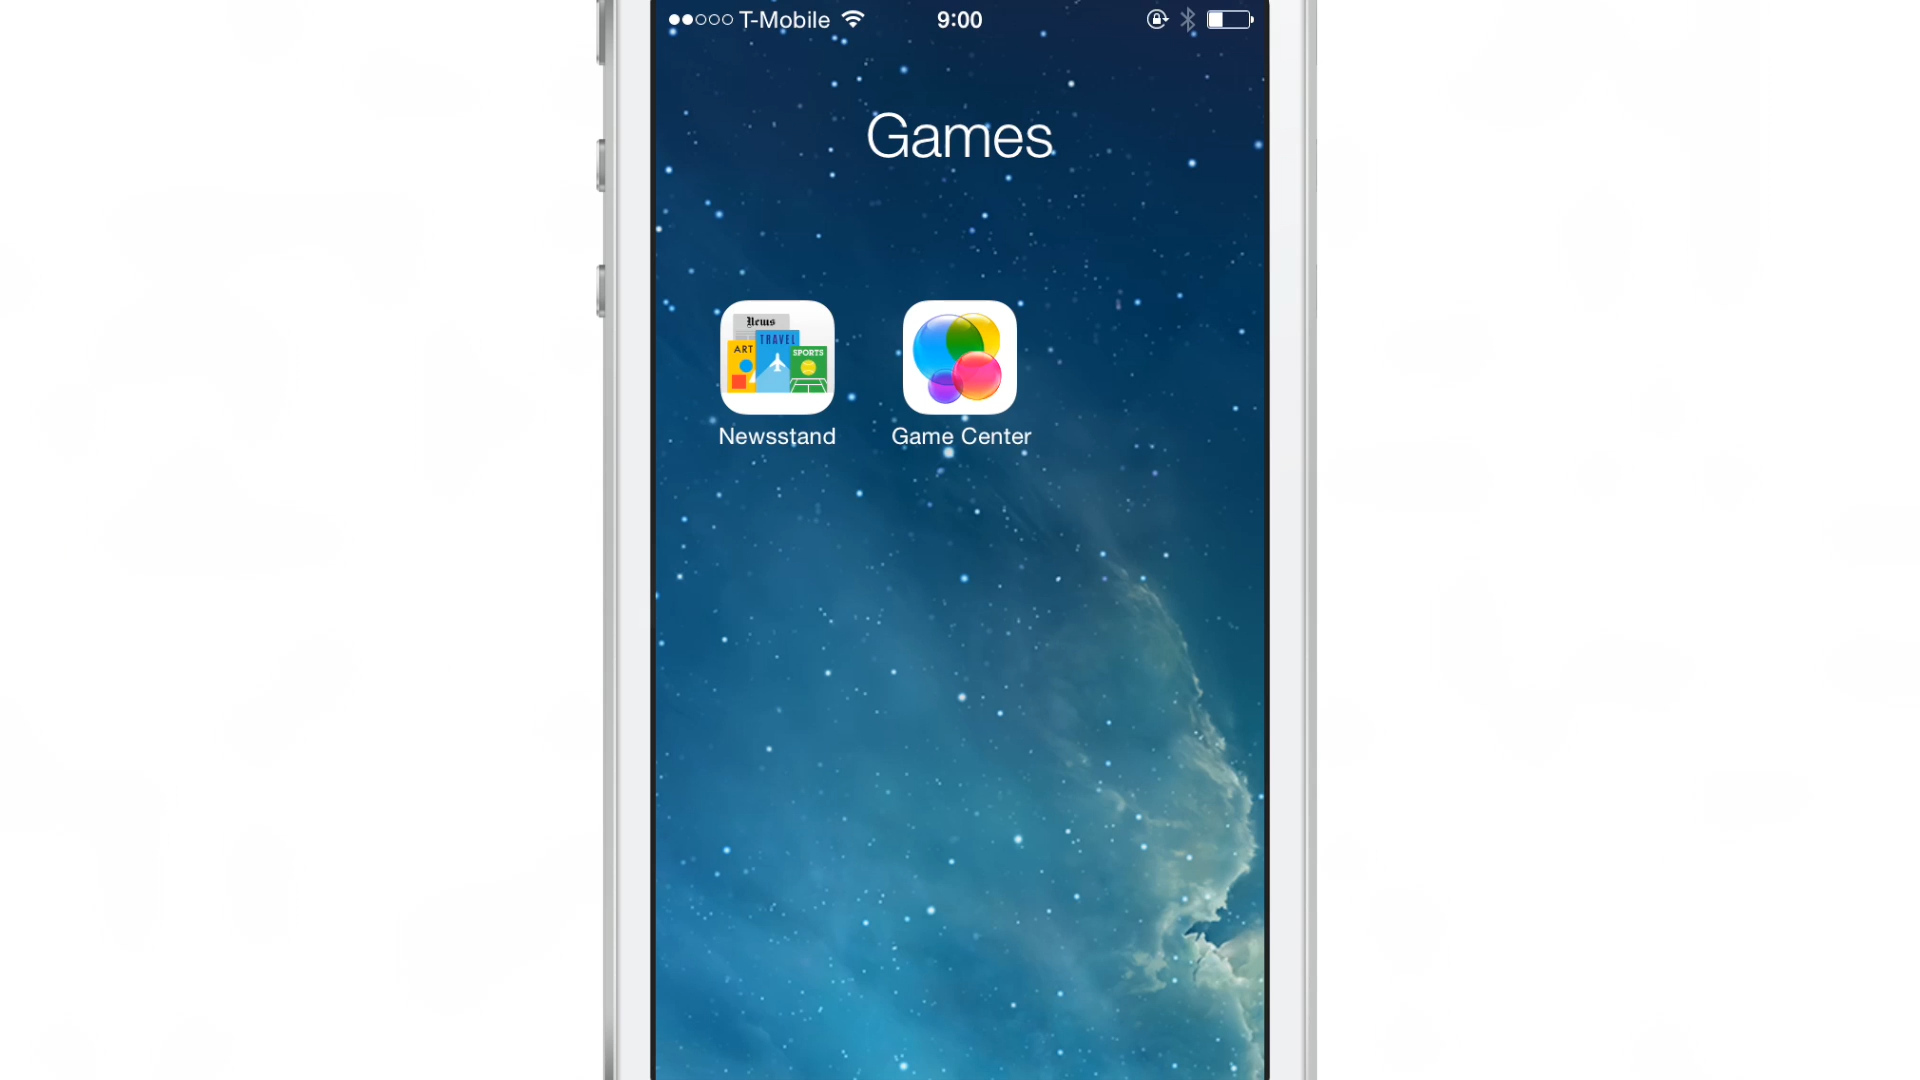 T-Mobile 9:00
Games
News
TRAVEL
ART
SPORTS
Newsstand Game Center